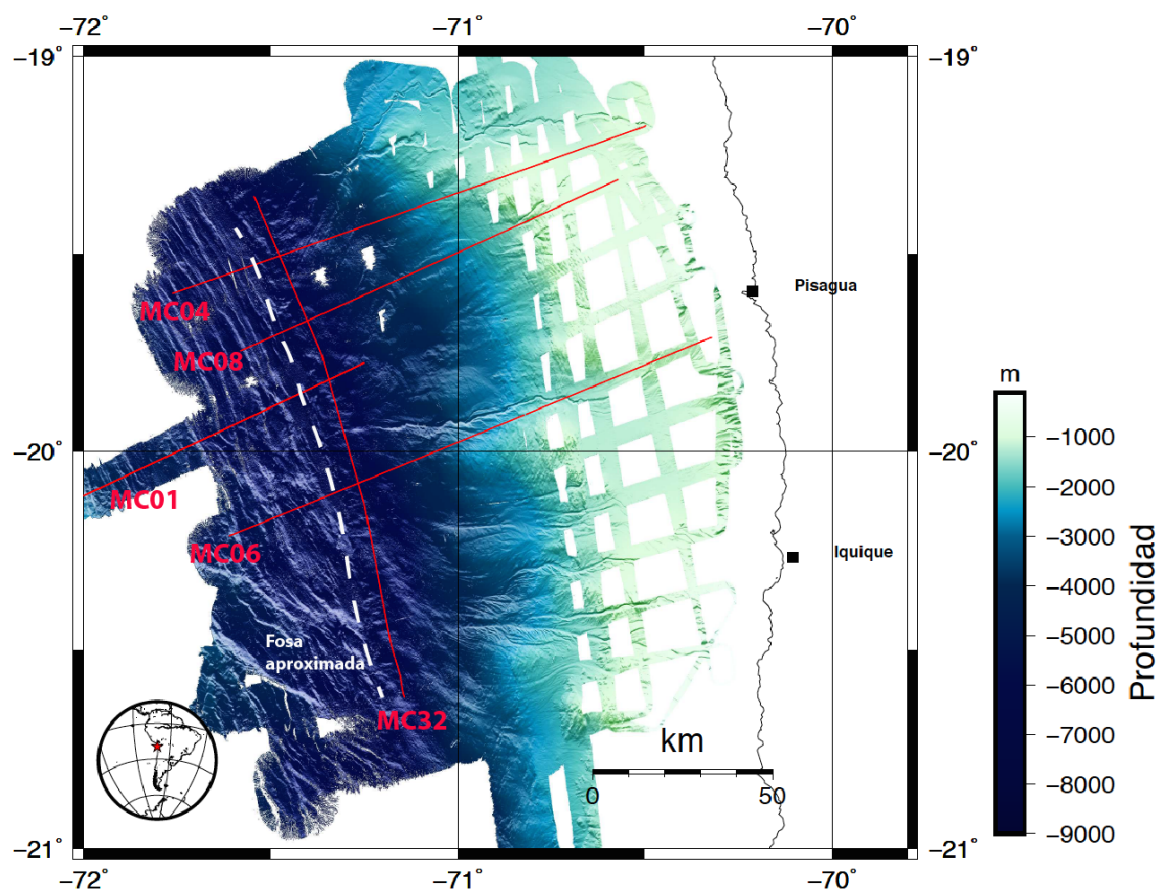 −72˚
−71˚
−70˚
−19˚
−19˚
Pisagua
MC04
MC08
m
−1000
−20˚
−20˚
−2000
MC01
−3000
MC06
Iquique
−4000
−5000
Fosa
aproximada
−6000
Profundidad
MC32
km
−7000
0
50
−8000
−9000
−21˚
−21˚
−72˚
−71˚
−70˚